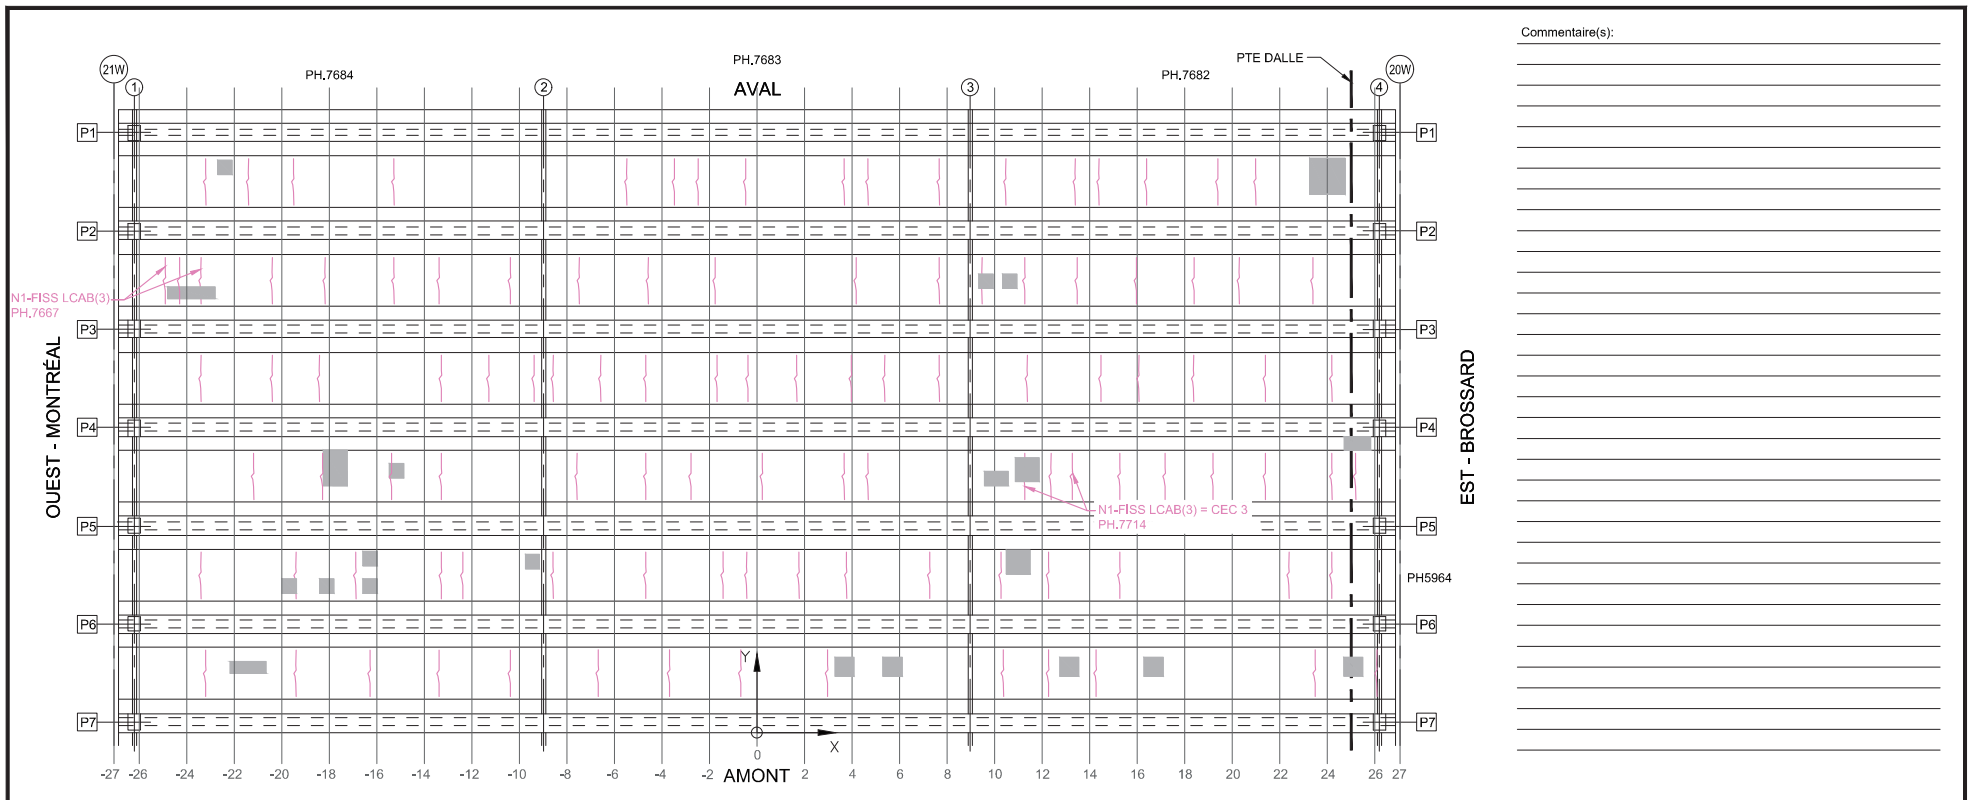 Commentaire(s):
PH.7683
PTE DALLE
21W
PH.7684
PH.7682
20W
1
2
AVAL
3
4
P1
P1
P2
P2
N1-FISS LCAB(3)
PH.7667
P3
P3
OUEST - MONTRÉAL
EST - BROSSARD
P4
P4
N1-FISS LCAB(3) = CEC 3
PH.7714
P5
P5
PH5964
P6
P6
Y
P7
P7
X
0
-27 -26 -24 -22 -20 -18 -16 -14 -12 -10 -8 -6 -4 -2 AMONT 2 4 6 8 10 12 14 16 18 20 22 24 26 27